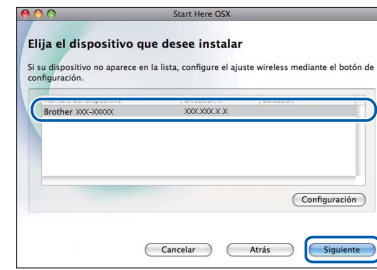 Start Here OSX
Elija el dispositivo que desee instalar
Si su dispositivo no aparece en la lista, configure el ajuste wireless mediante el botón de
configuración.
Brother XXX-XXXXX XXX.XXX.X.X
Configuración
Cancelar Atrás Siguiente